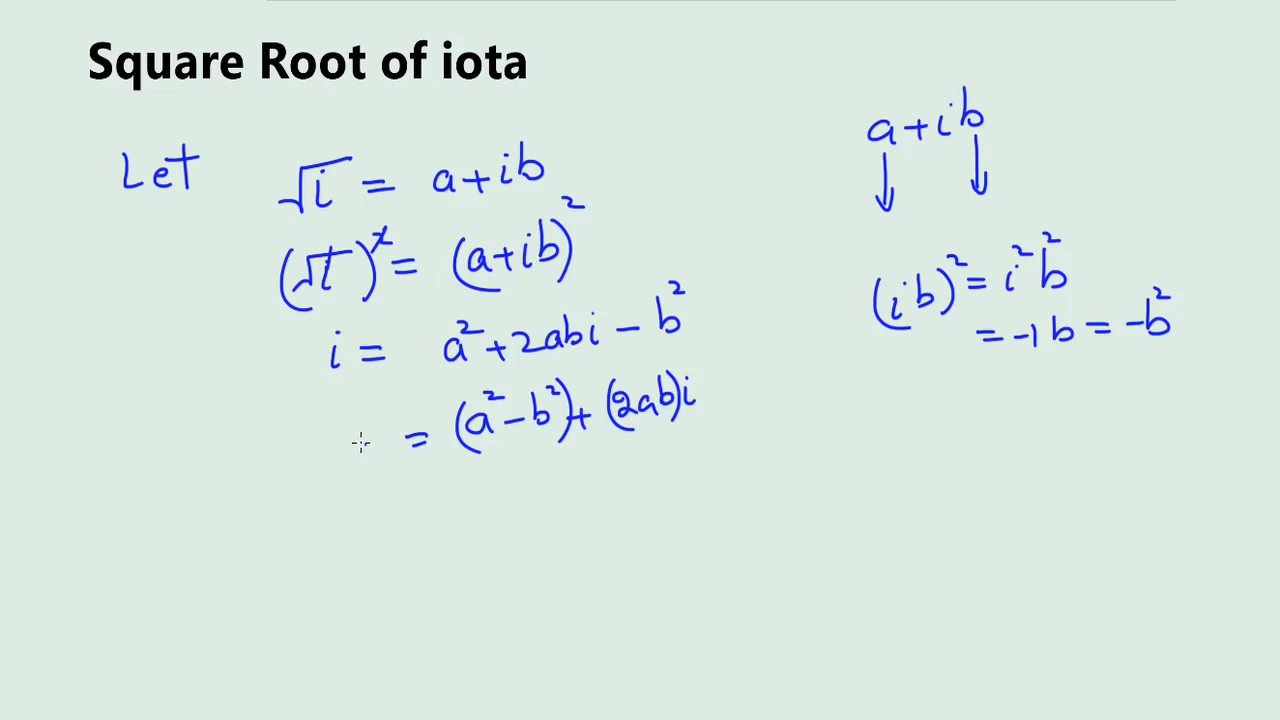 Square Root of iota
Let √i = a+ib
(√i)² = (a+ib)²
i = a²+2abi − b²
= (a²−b²)+(2ab)i
a+ib
(ib)² = i²b²
= −1b = −b²